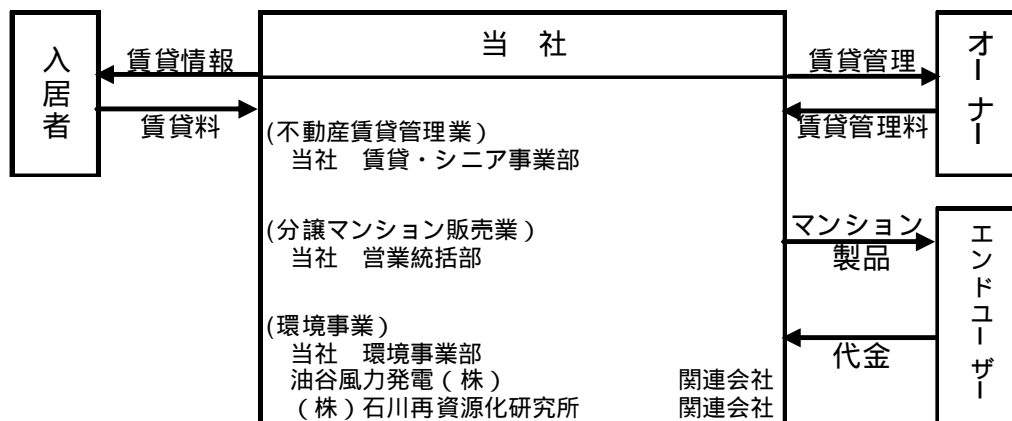 入居者
賃貸情報
賃貸料
当 社
(不動産賃貸管理業)
当社 賃貸・シニア事業部
(分譲マンション販売業)
当社 営業統括部
(環境事業)
当社 環境事業部
油谷風力発電(株) 関連会社
(株)石川再資源化研究所 関連会社
賃貸管理
賃貸管理料
オーナー
マンション
製品
代金
エンドユーザー